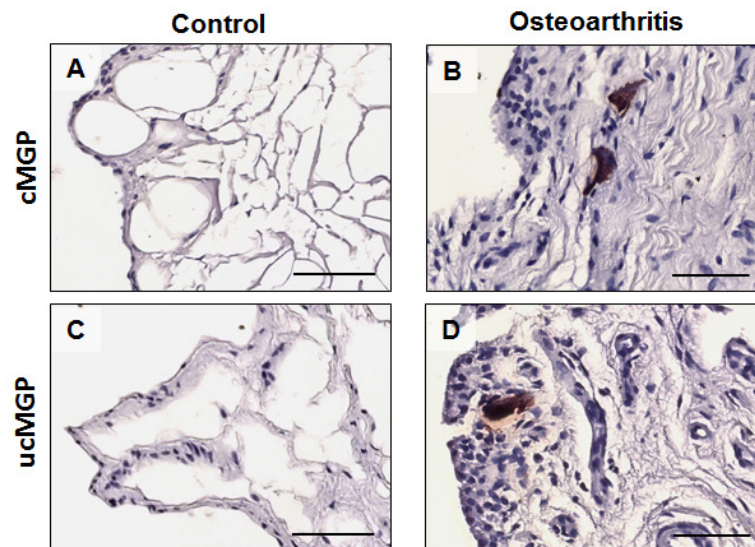 Control
Osteoarthritis
cMGP
A
B
ucMGP
C
D